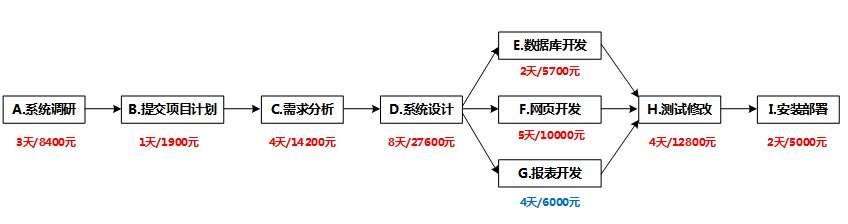 E.数据库开发
2天/5700元
A.系统调研
B.提交项目计划
C.需求分析
D.系统设计
F.网页开发
H.测试修改
I.安装部署
3天/8400元
1天/1900元
4天/14200元
8天/27600元
5天/10000元
4天/12800元
2天/5000元
G.报表开发
4天/6000元